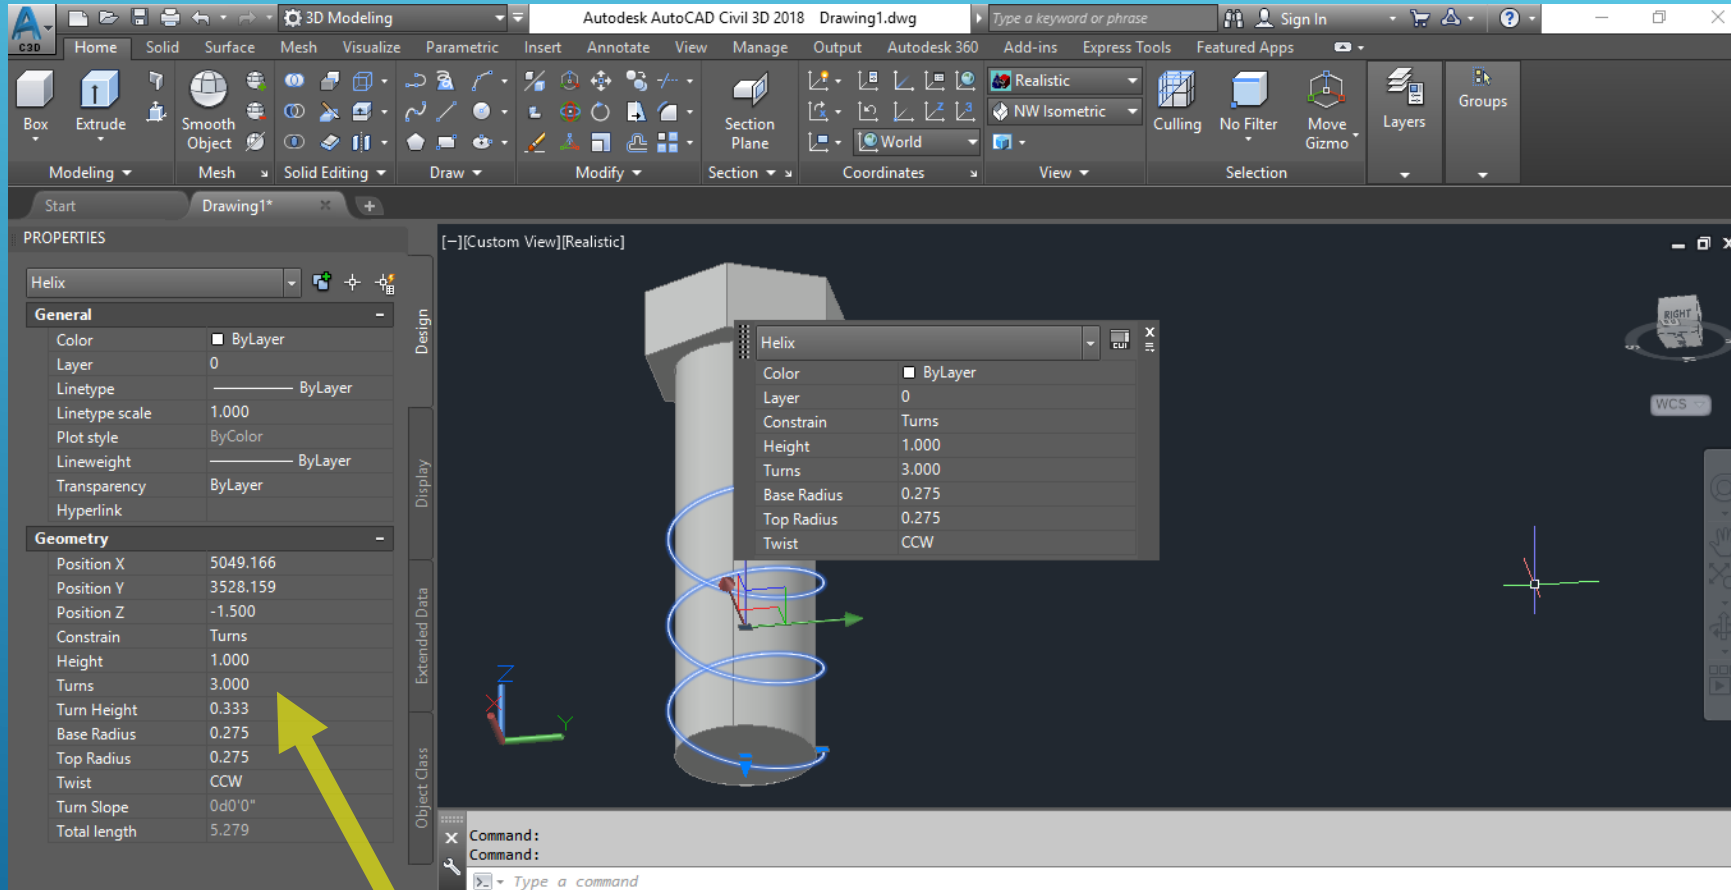 3D Modeling Autodesk AutoCAD Civil 3D 2018 Drawing1.dwg Type a keyword or phrase Sign In ?
A C3D
Home Solid Surface Mesh Visualize Parametric Insert Annotate View Manage Output Autodesk 360 Add-ins Express Tools Featured Apps
Box Extrude Smooth Object Section Plane Realistic NW Isometric World Culling No Filter Move Gizmo Layers Groups
Modeling Mesh Solid Editing Draw Modify Section Coordinates View Selection
Start Drawing1* +
PROPERTIES
Helix
General
Color ByLayer
Layer 0
Linetype ByLayer
Linetype scale 1.000
Plot style ByColor
Lineweight ByLayer
Transparency ByLayer
Hyperlink
Geometry
Position X 5049.166
Position Y 3528.159
Position Z -1.500
Constrain Turns
Height 1.000
Turns 3.000
Turn Height 0.333
Base Radius 0.275
Top Radius 0.275
Twist CCW
Turn Slope 0d0'0"
Total length 5.279
Design
Display
Extended Data
Object Class
[−][Custom View][Realistic]
Helix CUI
Color ByLayer
Layer 0
Constrain Turns
Height 1.000
Turns 3.000
Base Radius 0.275
Top Radius 0.275
Twist CCW
RIGHT
S
WCS
Z
X
Y
Command:
Command:
Type a command